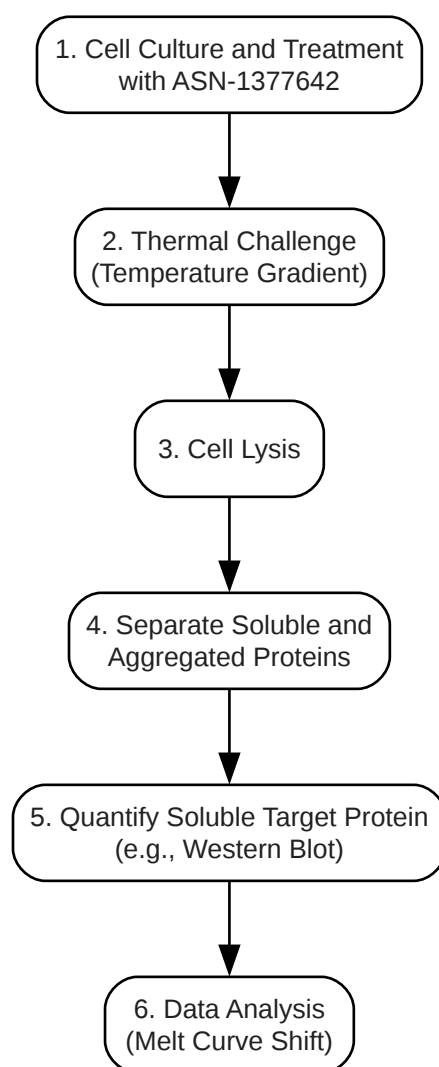 1. Cell Culture and Treatment
with ASN-1377642
2. Thermal Challenge
(Temperature Gradient)
3. Cell Lysis
4. Separate Soluble and
Aggregated Proteins
5. Quantify Soluble Target Protein
(e.g., Western Blot)
6. Data Analysis
(Melt Curve Shift)